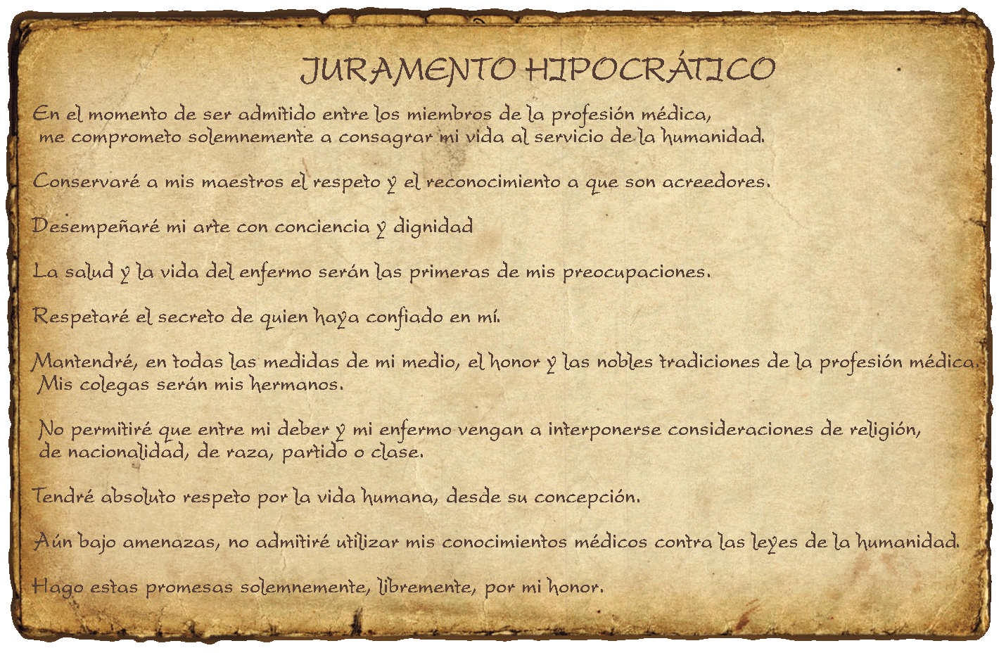 JURAMENTO HIPOCRÁTICO
En el momento de ser admitido entre los miembros de la profesión médica,
me comprometo solemnemente a consagrar mi vida al servicio de la humanidad.
Conservaré a mis maestros el respeto y el reconocimiento a que son acreedores.
Desempeñaré mi arte con conciencia y dignidad
La salud y la vida del enfermo serán las primeras de mis preocupaciones.
Respetaré el secreto de quien haya confiado en mí.
Mantendré, en todas las medidas de mi medio, el honor y las nobles tradiciones de la profesión médica.
Mis colegas serán mis hermanos.
No permitiré que entre mi deber y mi enfermo vengan a interponerse consideraciones de religión,
de nacionalidad, de raza, partido o clase.
Tendré absoluto respeto por la vida humana, desde su concepción.
Aún bajo amenazas, no admitiré utilizar mis conocimientos médicos contra las leyes de la humanidad.
Hago estas promesas solemnemente, libremente, por mi honor.